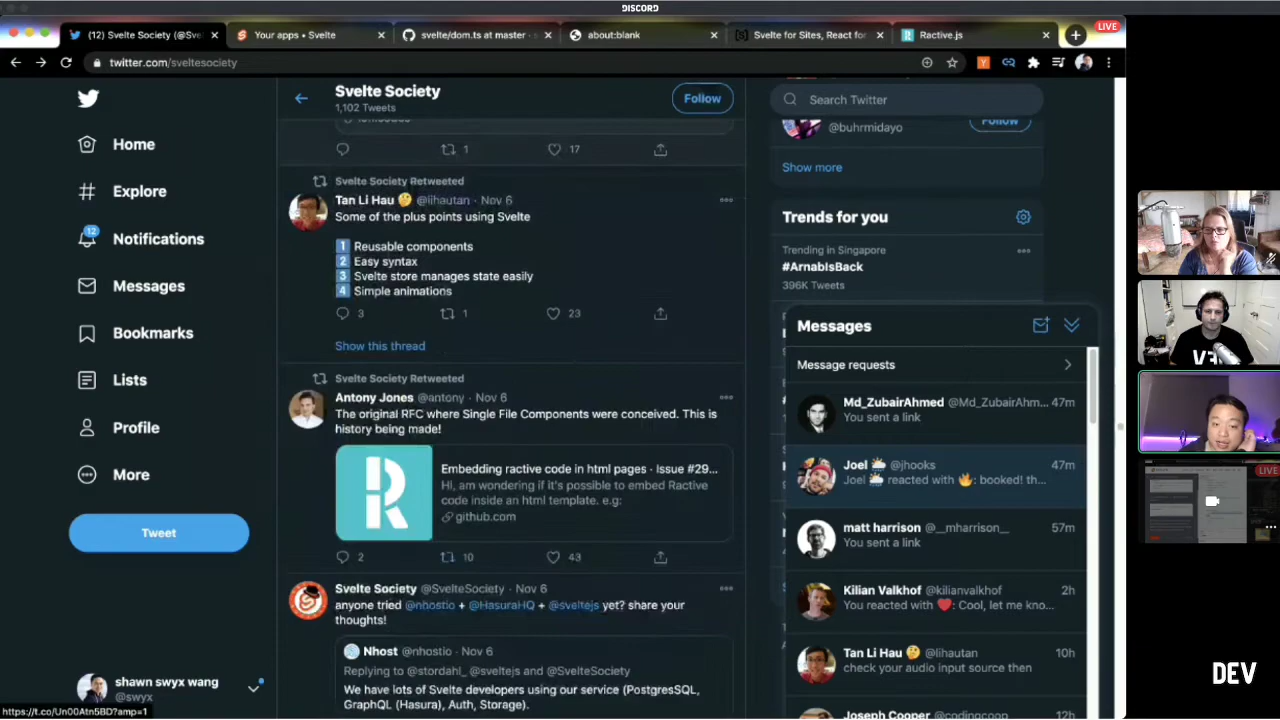 DISCORD
(12) Svelte Society (@Sve
Your apps • Svelte
svelte/dom.ts at master · s
about:blank
Svelte for Sites, React for
Ractive.js
LIVE
twitter.com/sveltesociety
Svelte Society
1,102 Tweets
Follow
Search Twitter
Home
Explore
12
Notifications
Messages
Bookmarks
Lists
Profile
More
Tweet
shawn swyx wang
@swyx
https://t.co/Un00Atn5BD?amp=1
1
17
Svelte Society Retweeted
Tan Li Hau 🤔 @lihautan · Nov 6
Some of the plus points using Svelte
1 Reusable components
2 Easy syntax
3 Svelte store manages state easily
4 Simple animations
3
1
23
Show this thread
Svelte Society Retweeted
Antony Jones @antony · Nov 6
The original RFC where Single File Components were conceived. This is
history being made!
Embedding ractive code in html pages · Issue #29...
Hi, am wondering if it's possible to embed Ractive
code inside an html template. e.g:
github.com
2
10
43
Svelte Society @SvelteSociety · Nov 6
anyone tried @nhostio + @HasuraHQ + @sveltejs yet? share your
thoughts!
Nhost @nhostio · Nov 6
Replying to @stordahl_ @sveltejs and @SvelteSociety
We have lots of Svelte developers using our service (PostgresSQL,
GraphQL (Hasura), Auth, Storage).
@buhrmidayo
Follow
Show more
Trends for you
Trending in Singapore
#ArnabIsBack
396K Tweets
Messages
Message requests
Md_ZubairAhmed @Md_ZubairAhm... 47m
You sent a link
Joel 🌦 @jhooks 47m
Joel 🌦 reacted with 🔥: booked! th...
matt harrison @__mharrison__ 57m
You sent a link
Kilian Valkhof @kilianvalkhof 2h
You reacted with ❤️: Cool, let me kno...
Tan Li Hau 🤔 @lihautan 10h
check your audio input source then
Joseph Cooper @codingcoop 12h
LIVE
DEV